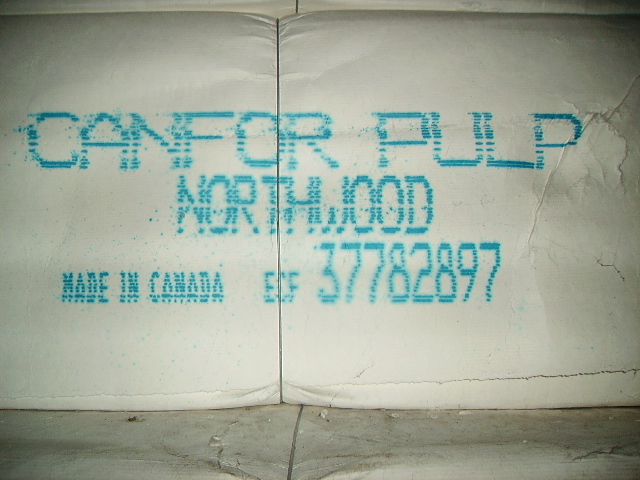 CANFOR PULP
NORTHWOOD
MADE IN CANADA ECF 37782897